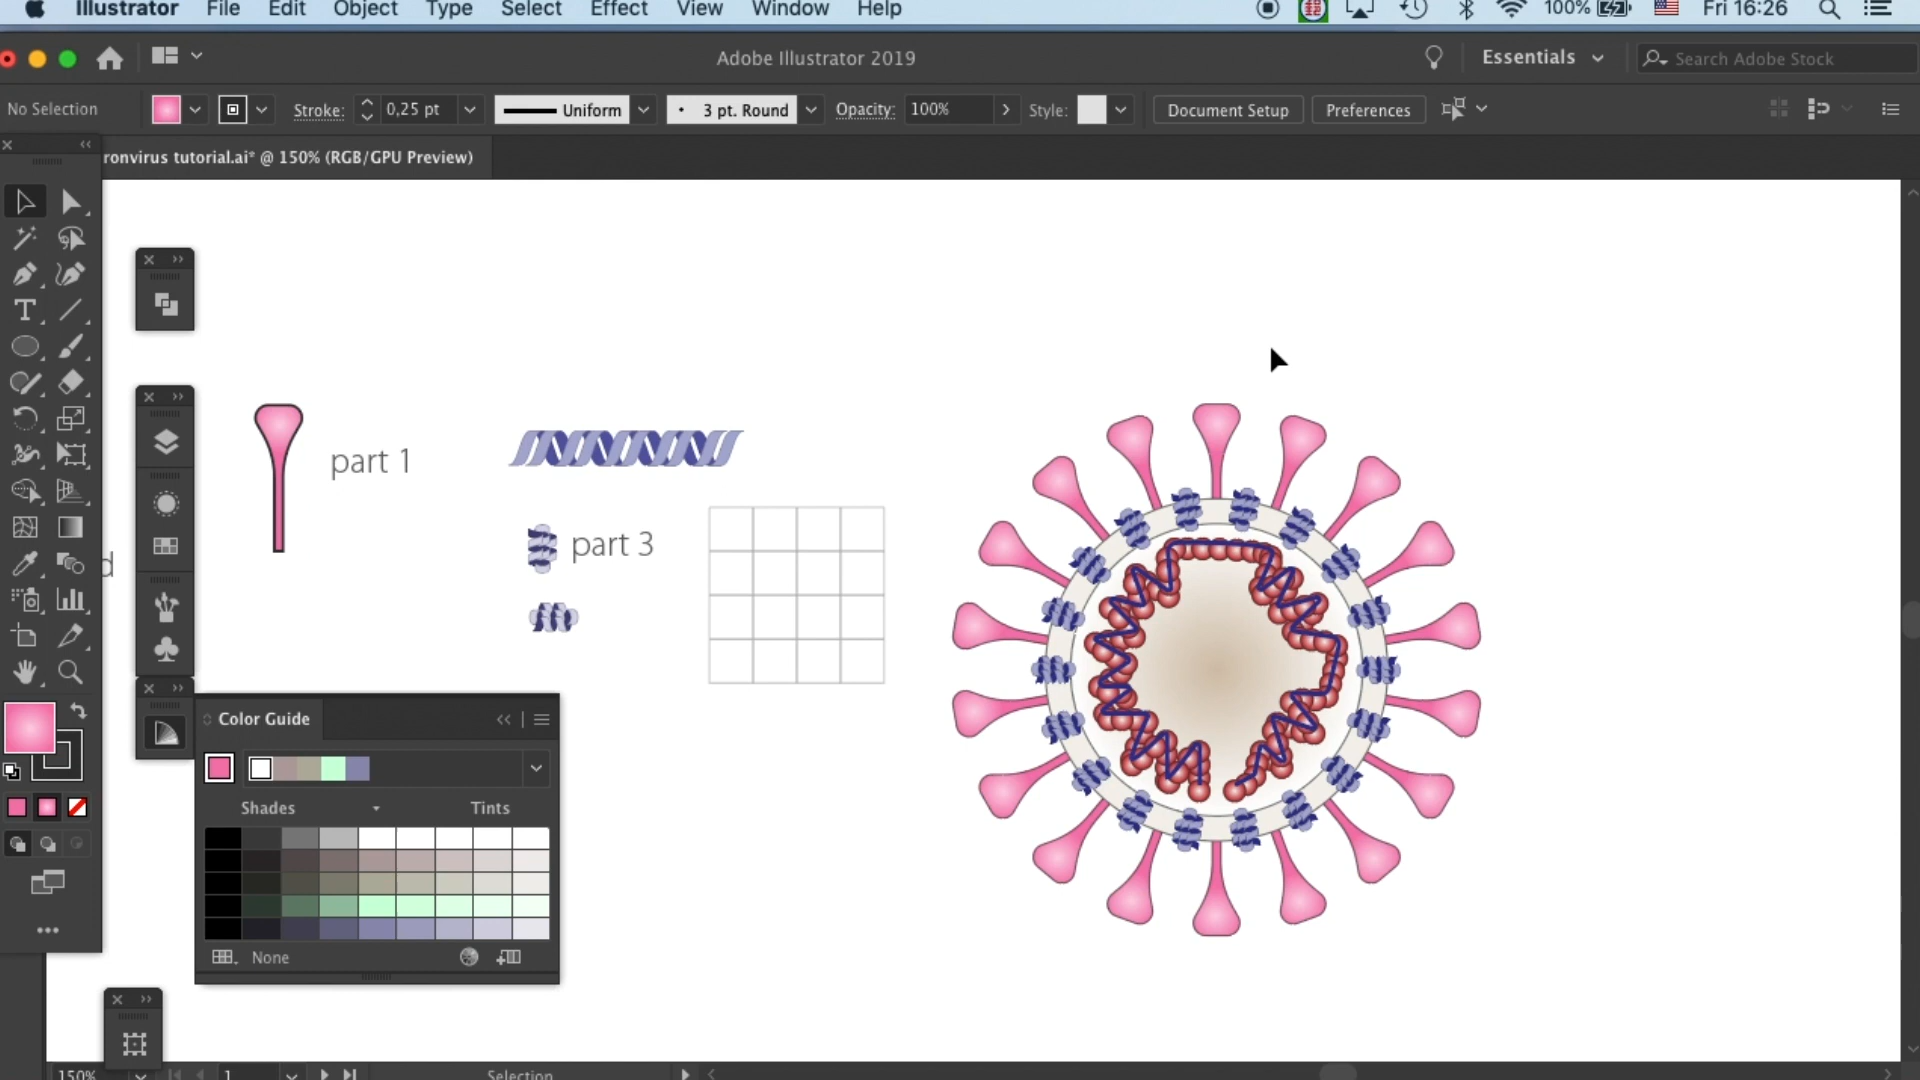 Illustrator File Edit Object Type Select Effect View Window Help 100% Fri 16:26
Adobe Illustrator 2019 Essentials Search Adobe Stock
No Selection Stroke: 0,25 pt Uniform 3 pt. Round Opacity: 100% Style: Document Setup Preferences
ronvirus tutorial.ai* @ 150% (RGB/GPU Preview)
part 1
part 3
d
Color Guide
Shades Tints
None
150% 1 Selection